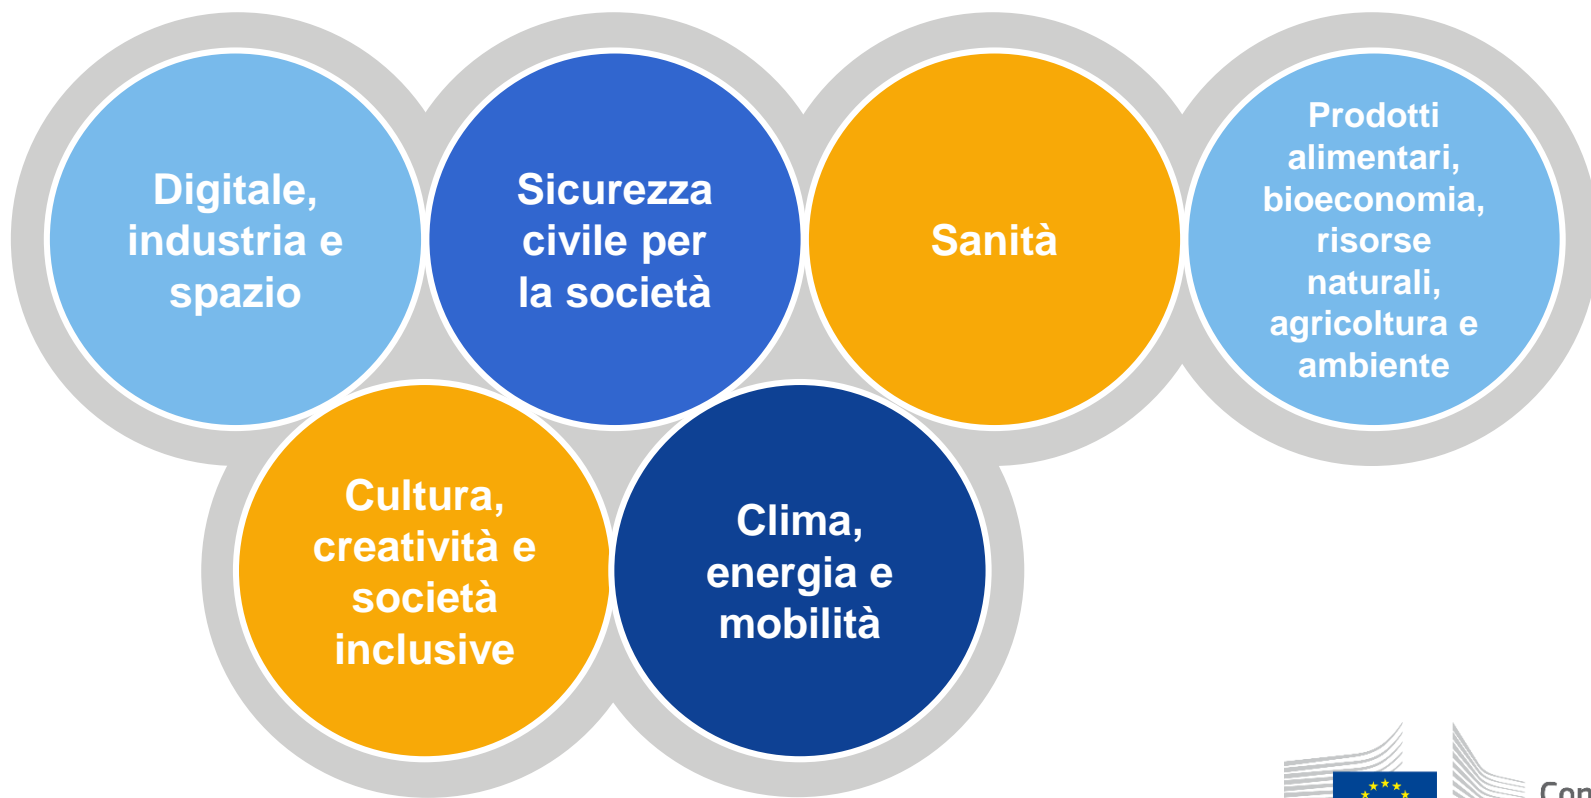 Digitale,
industria e
spazio
Sicurezza
civile per
la società
Sanità
Prodotti
alimentari,
bioeconomia,
risorse
naturali,
agricoltura e
ambiente
Cultura,
creatività e
società
inclusive
Clima,
energia e
mobilità